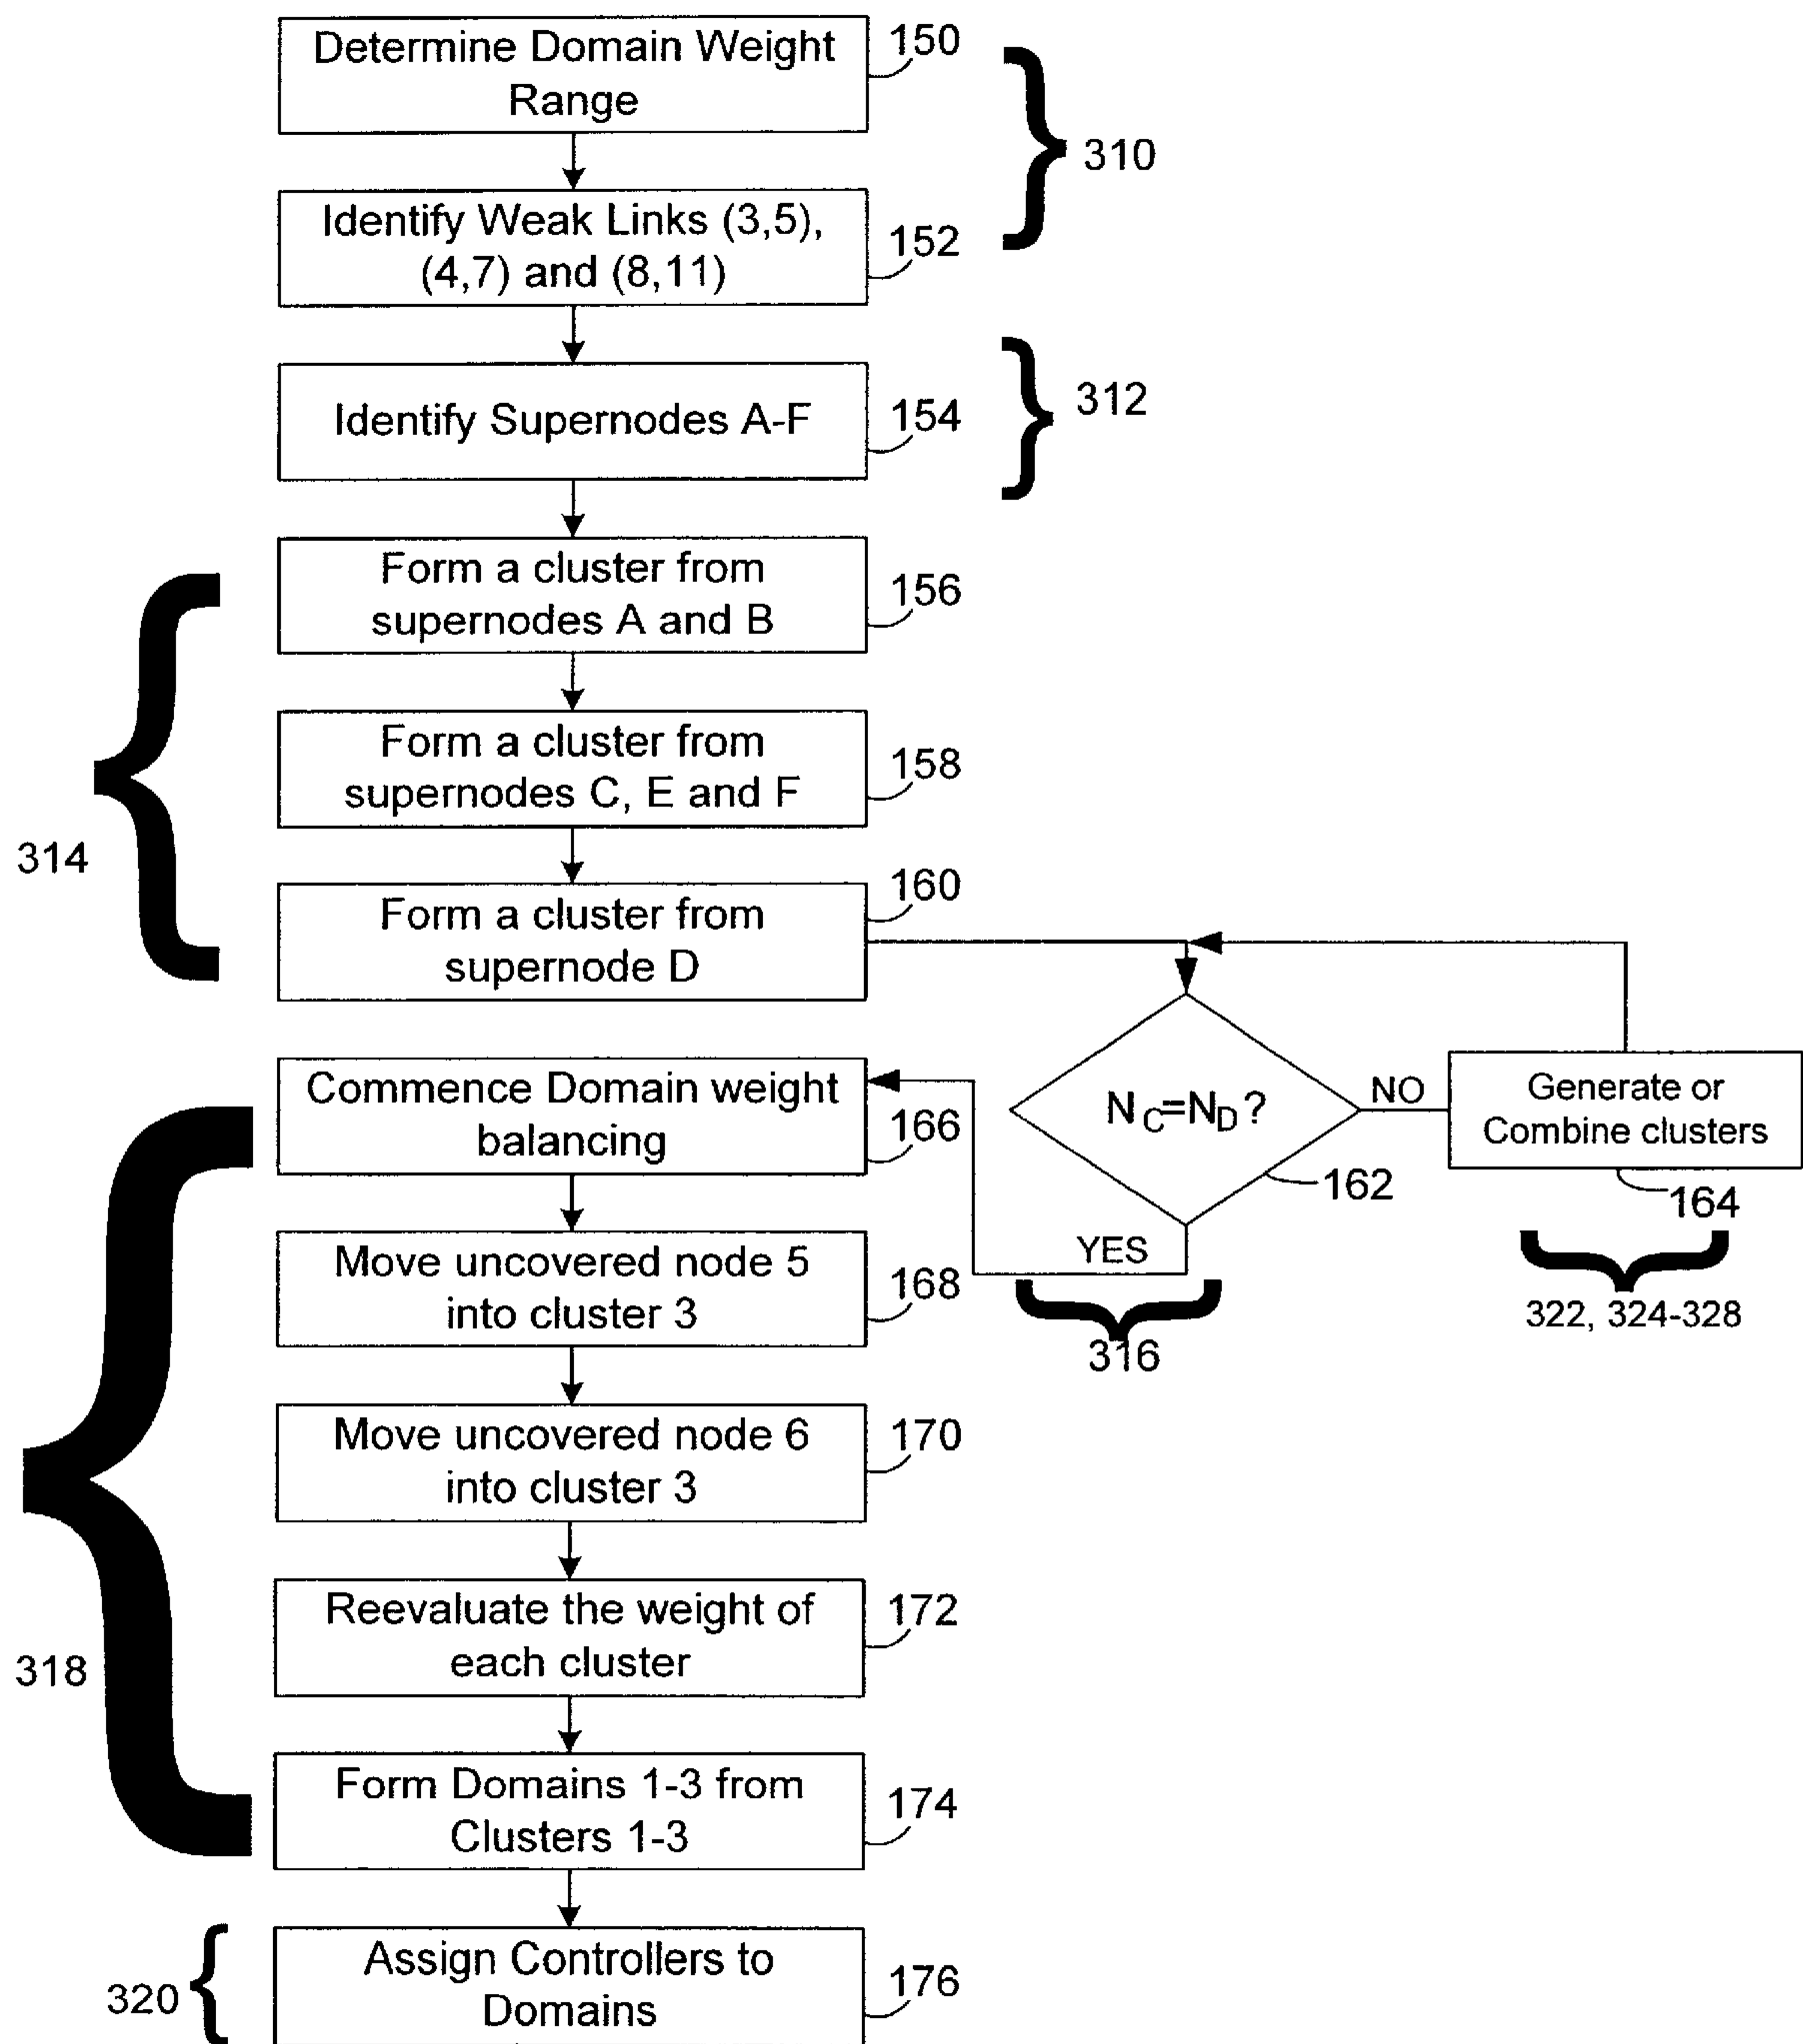 Determine Domain Weight
Range
150
310
Identify Weak Links (3,5),
(4,7) and (8,11)
152
Identify Supernodes A-F
154
312
Form a cluster from
supernodes A and B
156
Form a cluster from
supernodes C, E and F
158
314
Form a cluster from
supernode D
160
Commence Domain weight
balancing
166
NC=ND?
162
NO
Generate or
Combine clusters
164
322, 324-328
YES
316
Move uncovered node 5
into cluster 3
168
Move uncovered node 6
into cluster 3
170
Reevaluate the weight of
each cluster
172
318
Form Domains 1-3 from
Clusters 1-3
174
Assign Controllers to
Domains
176
320